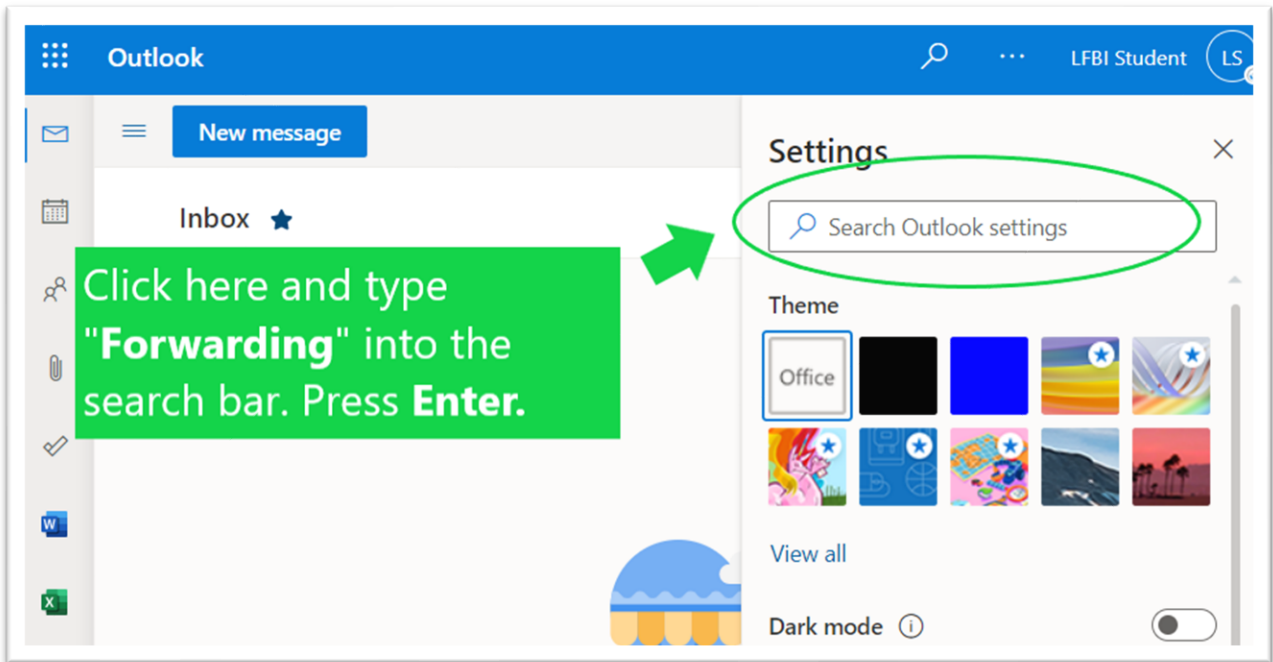 Outlook
... LFBI Student LS
New message
Settings
Inbox
Search Outlook settings
Click here and type
"Forwarding" into the
search bar. Press Enter.
Theme
Office
View all
Dark mode
W
X